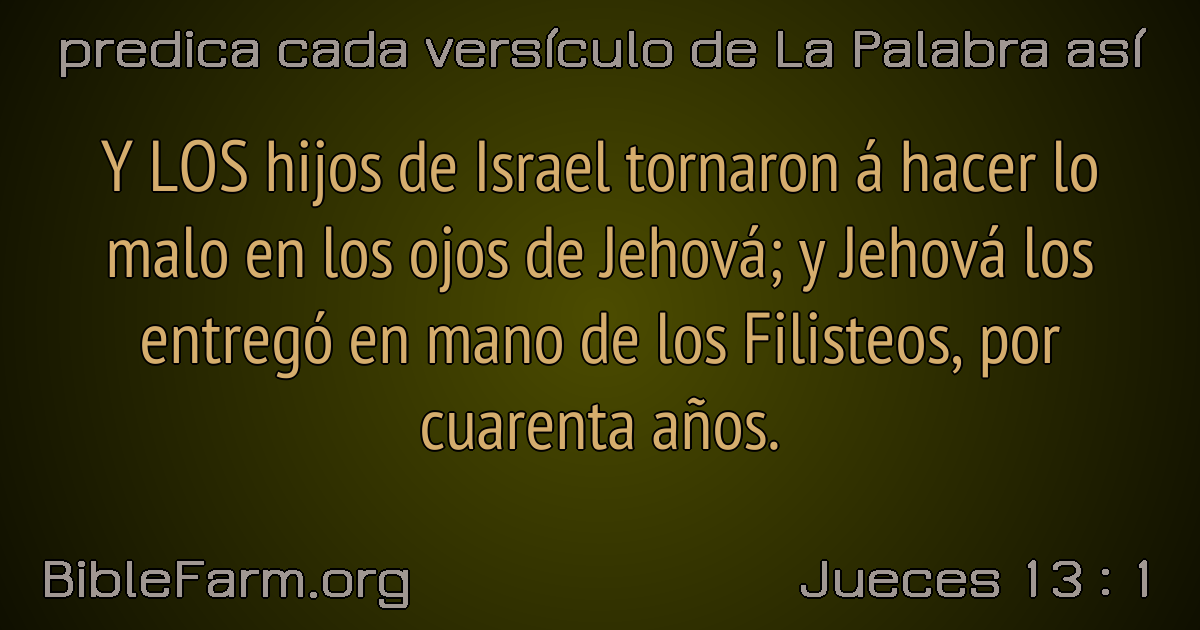 predica cada versículo de La Palabra así
Y LOS hijos de Israel tornaron á hacer lo
malo en los ojos de Jehová; y Jehová los
entregó en mano de los Filisteos, por
cuarenta años.
BibleFarm.org
Jueces 13 : 1